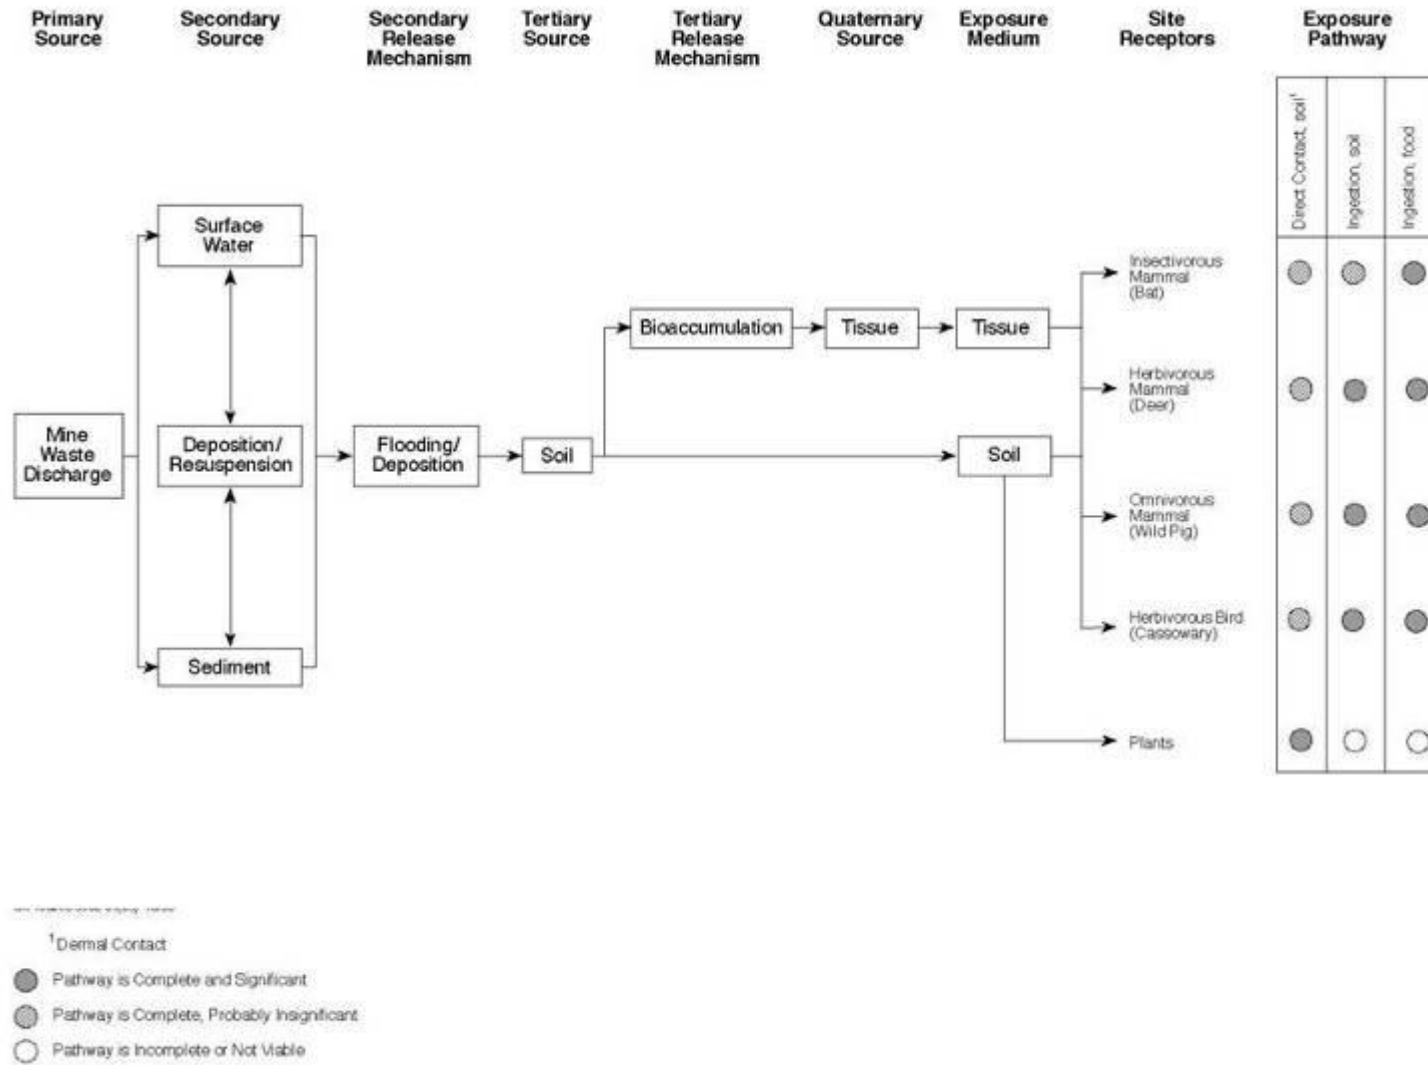 Primary
Source
Secondary
Source
Secondary
Release
Mechanism
Tertiary
Source
Tertiary
Release
Mechanism
Quaternary
Source
Exposure
Medium
Site
Receptors
Exposure
Pathway
Direct Contact, soil¹
Ingestion, soil
Ingestion, food
Surface
Water
Insectivorous
Mammal
(Bat)
Bioaccumulation
Tissue
Tissue
Herbivorous
Mammal
(Deer)
Mine
Waste
Discharge
Deposition/
Resuspension
Flooding/
Deposition
Soil
Soil
Omnivorous
Mammal
(Wild Pig)
Herbivorous Bird
(Cassowary)
Sediment
Plants
¹Dermal Contact
Pathway is Complete and Significant
Pathway is Complete, Probably Insignificant
Pathway is Incomplete or Not Viable